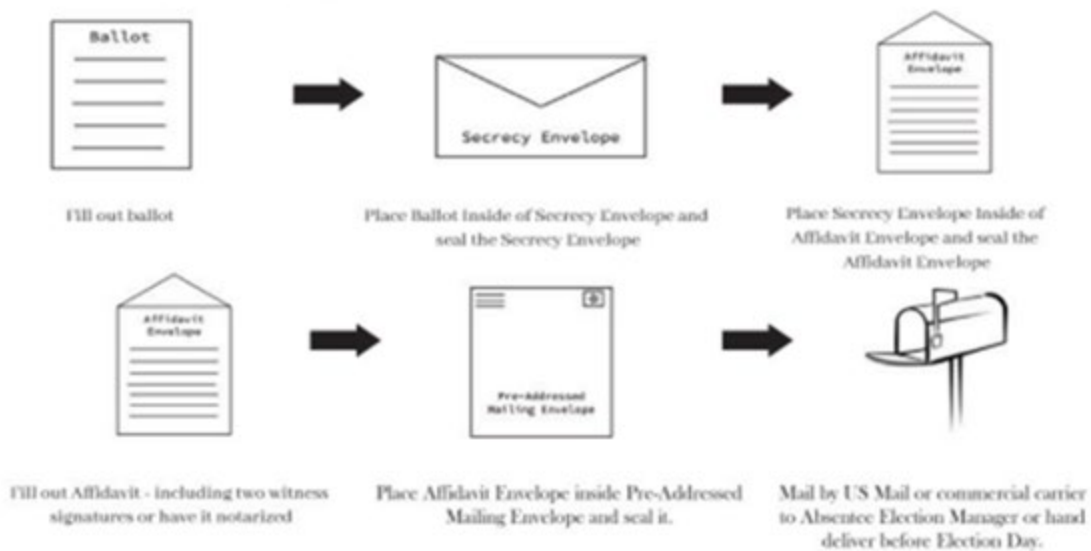 Ballot
Secrecy Envelope
Affidavit
Envelope
Fill out ballot
Place Ballot Inside of Secrecy Envelope and
seal the Secrecy Envelope
Place Secrecy Envelope Inside of
Affidavit Envelope and seal the
Affidavit Envelope
Affidavit
Envelope
Pre-Addressed
Mailing Envelope
Fill out Affidavit - including two witness
signatures or have it notarized
Place Affidavit Envelope inside Pre-Addressed
Mailing Envelope and seal it.
Mail by US Mail or commercial carrier
to Absentee Election Manager or hand
deliver before Election Day.